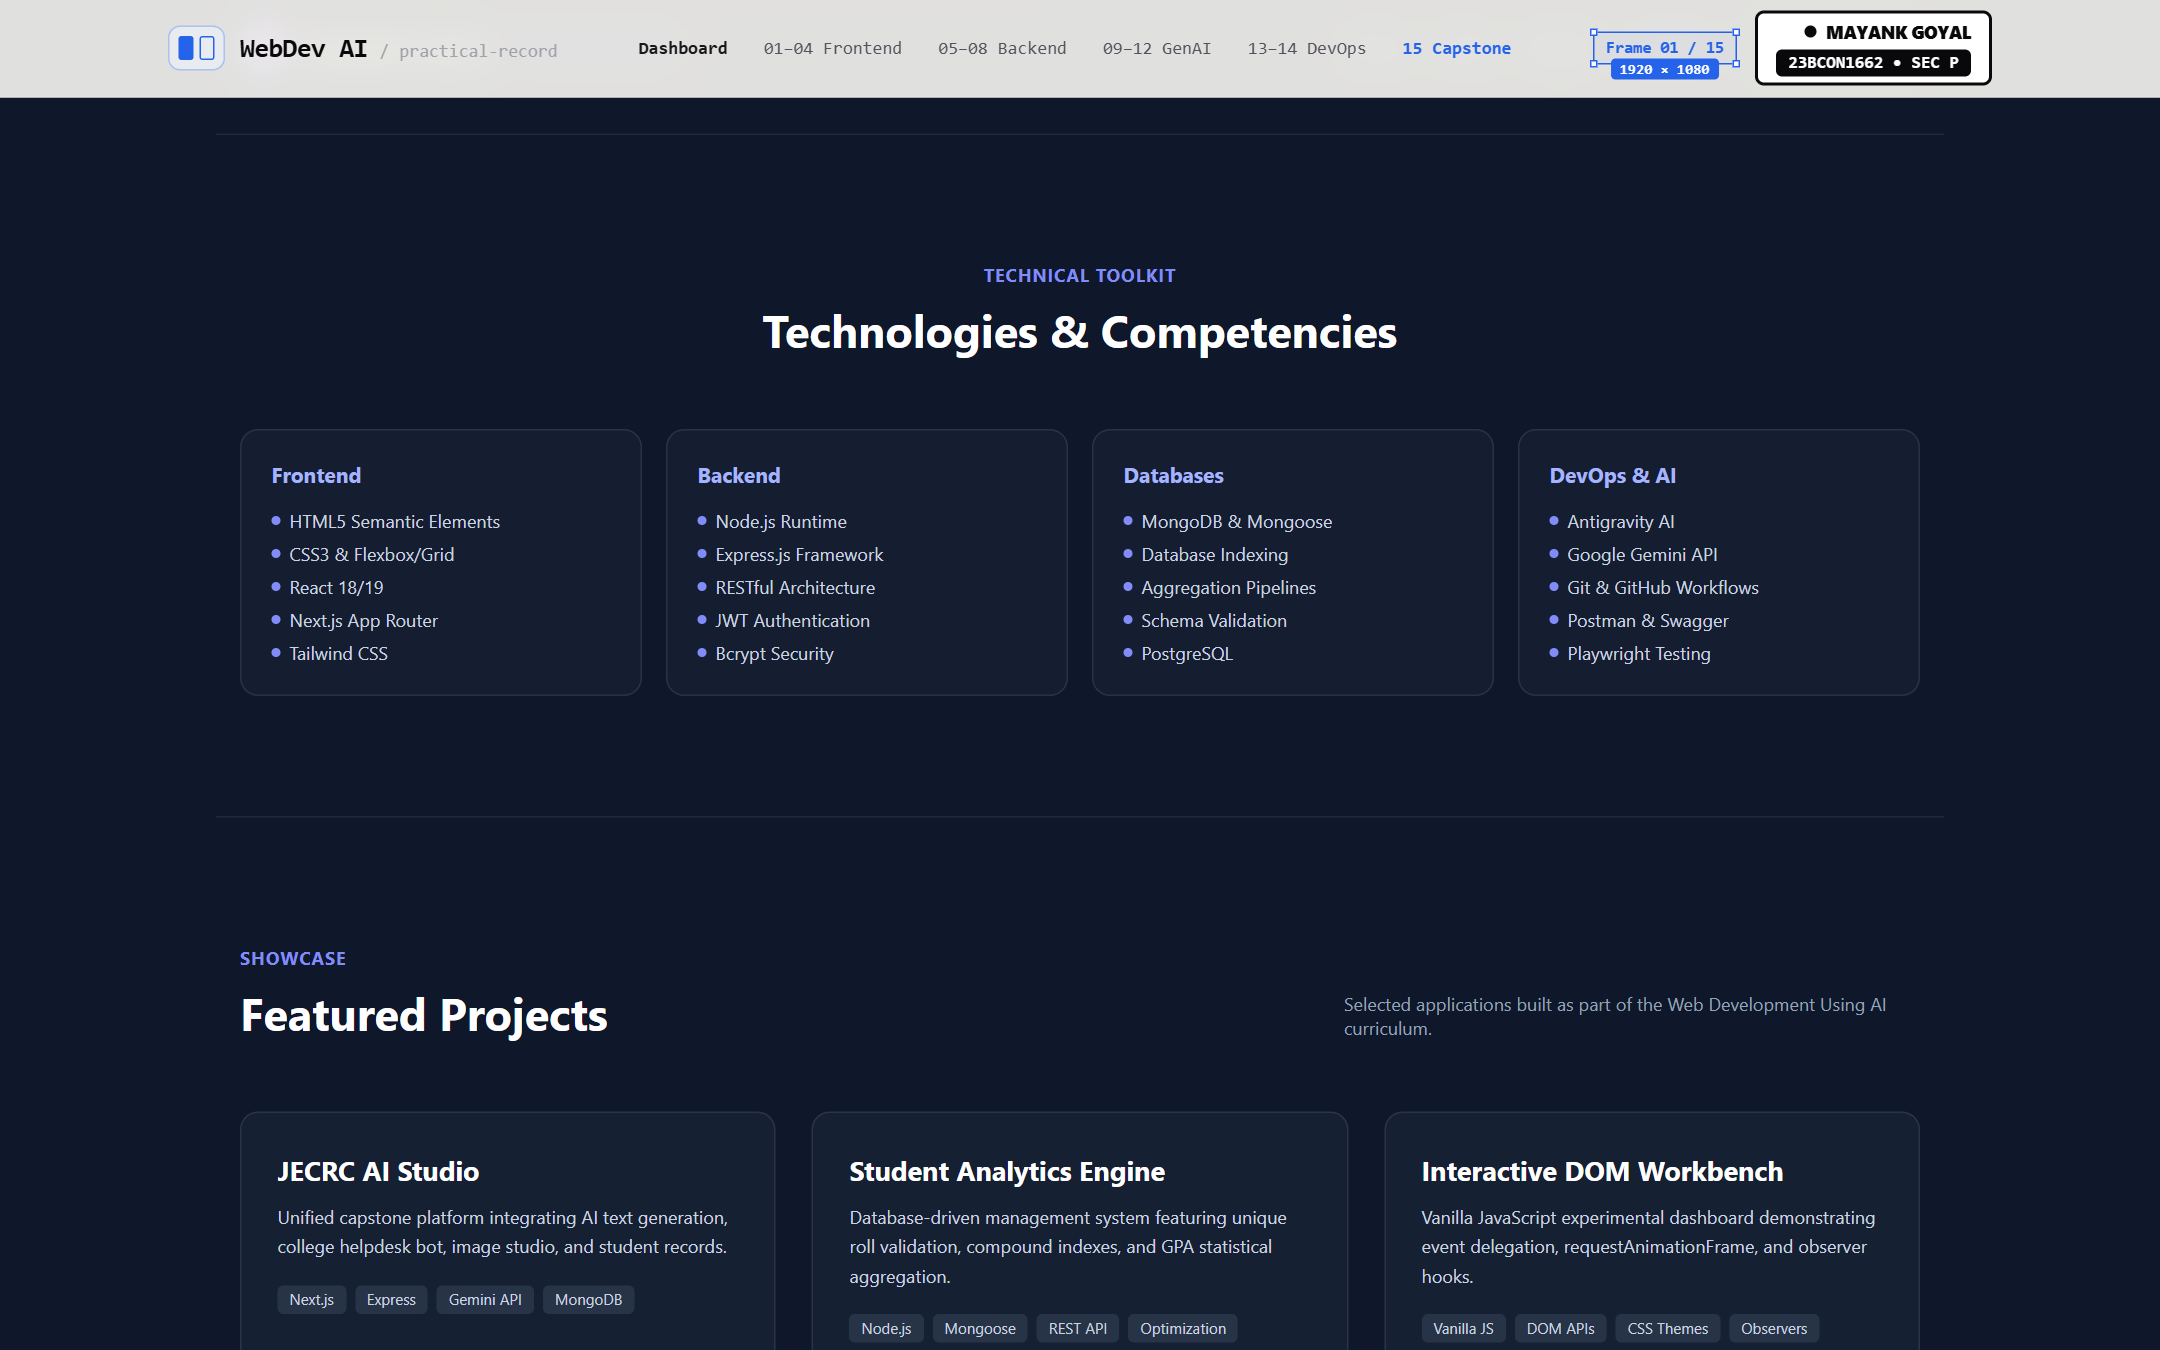 WebDev AI / practical-record
Dashboard
01–04 Frontend
05–08 Backend
09–12 GenAI
13–14 DevOps
15 Capstone
Frame 01 / 15
1920 × 1080
MAYANK GOYAL
23BCON1662 • SEC P
TECHNICAL TOOLKIT
Technologies & Competencies
Frontend
HTML5 Semantic Elements
CSS3 & Flexbox/Grid
React 18/19
Next.js App Router
Tailwind CSS
Backend
Node.js Runtime
Express.js Framework
RESTful Architecture
JWT Authentication
Bcrypt Security
Databases
MongoDB & Mongoose
Database Indexing
Aggregation Pipelines
Schema Validation
PostgreSQL
DevOps & AI
Antigravity AI
Google Gemini API
Git & GitHub Workflows
Postman & Swagger
Playwright Testing
SHOWCASE
Featured Projects
Selected applications built as part of the Web Development Using AI
curriculum.
JECRC AI Studio
Unified capstone platform integrating AI text generation,
college helpdesk bot, image studio, and student records.
Next.js
Express
Gemini API
MongoDB
Student Analytics Engine
Database-driven management system featuring unique
roll validation, compound indexes, and GPA statistical
aggregation.
Node.js
Mongoose
REST API
Optimization
Interactive DOM Workbench
Vanilla JavaScript experimental dashboard demonstrating
event delegation, requestAnimationFrame, and observer
hooks.
Vanilla JS
DOM APIs
CSS Themes
Observers